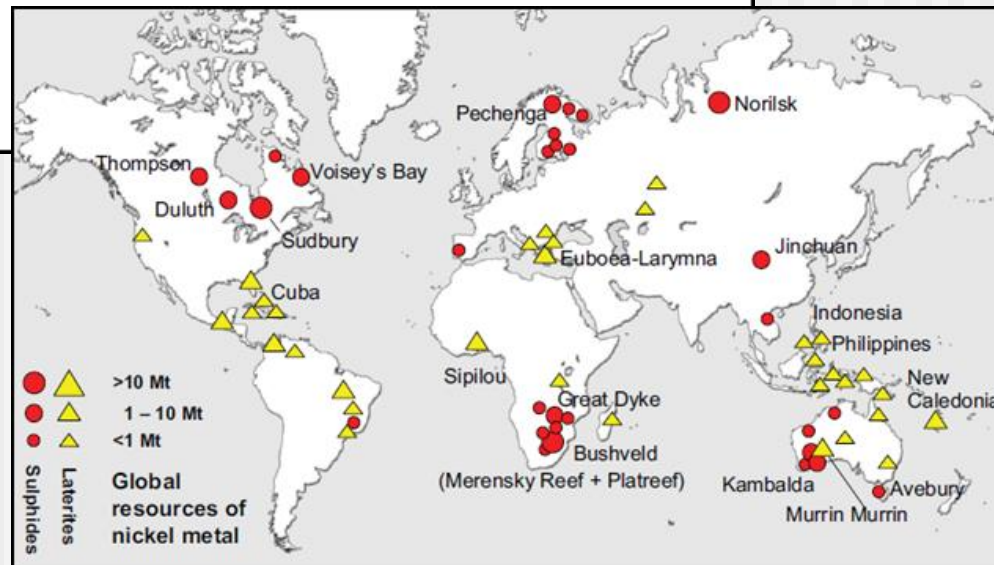 Pechenga
Norilsk
Thompson
Voisey's Bay
Duluth
Sudbury
Jinchuan
Euboea-Larymna
Cuba
Indonesia
Philippines
Sipilou
New
Caledonia
Great Dyke
Bushveld
(Merensky Reef + Platreef)
Kambalda
Avebury
Murrin Murrin
>10 Mt
1 – 10 Mt
<1 Mt
Sulphides
Laterites
Global
resources of
nickel metal